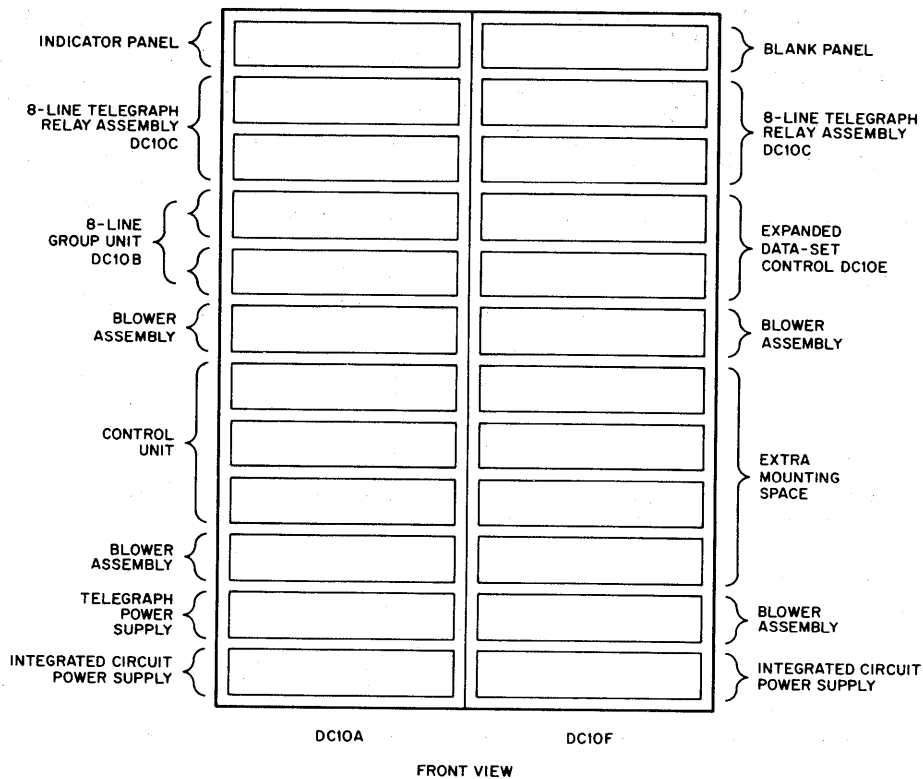 INDICATOR PANEL
8-LINE TELEGRAPH
RELAY ASSEMBLY
DC10C
8-LINE
GROUP UNIT
DC10B
BLOWER
ASSEMBLY
CONTROL
UNIT
BLOWER
ASSEMBLY
TELEGRAPH
POWER
SUPPLY
INTEGRATED CIRCUIT
POWER SUPPLY
BLANK PANEL
8-LINE TELEGRAPH
RELAY ASSEMBLY
DC10C
EXPANDED
DATA-SET
CONTROL DC10E
BLOWER
ASSEMBLY
EXTRA
MOUNTING
SPACE
BLOWER
ASSEMBLY
INTEGRATED CIRCUIT
POWER SUPPLY
DC10A
DC10F
FRONT VIEW